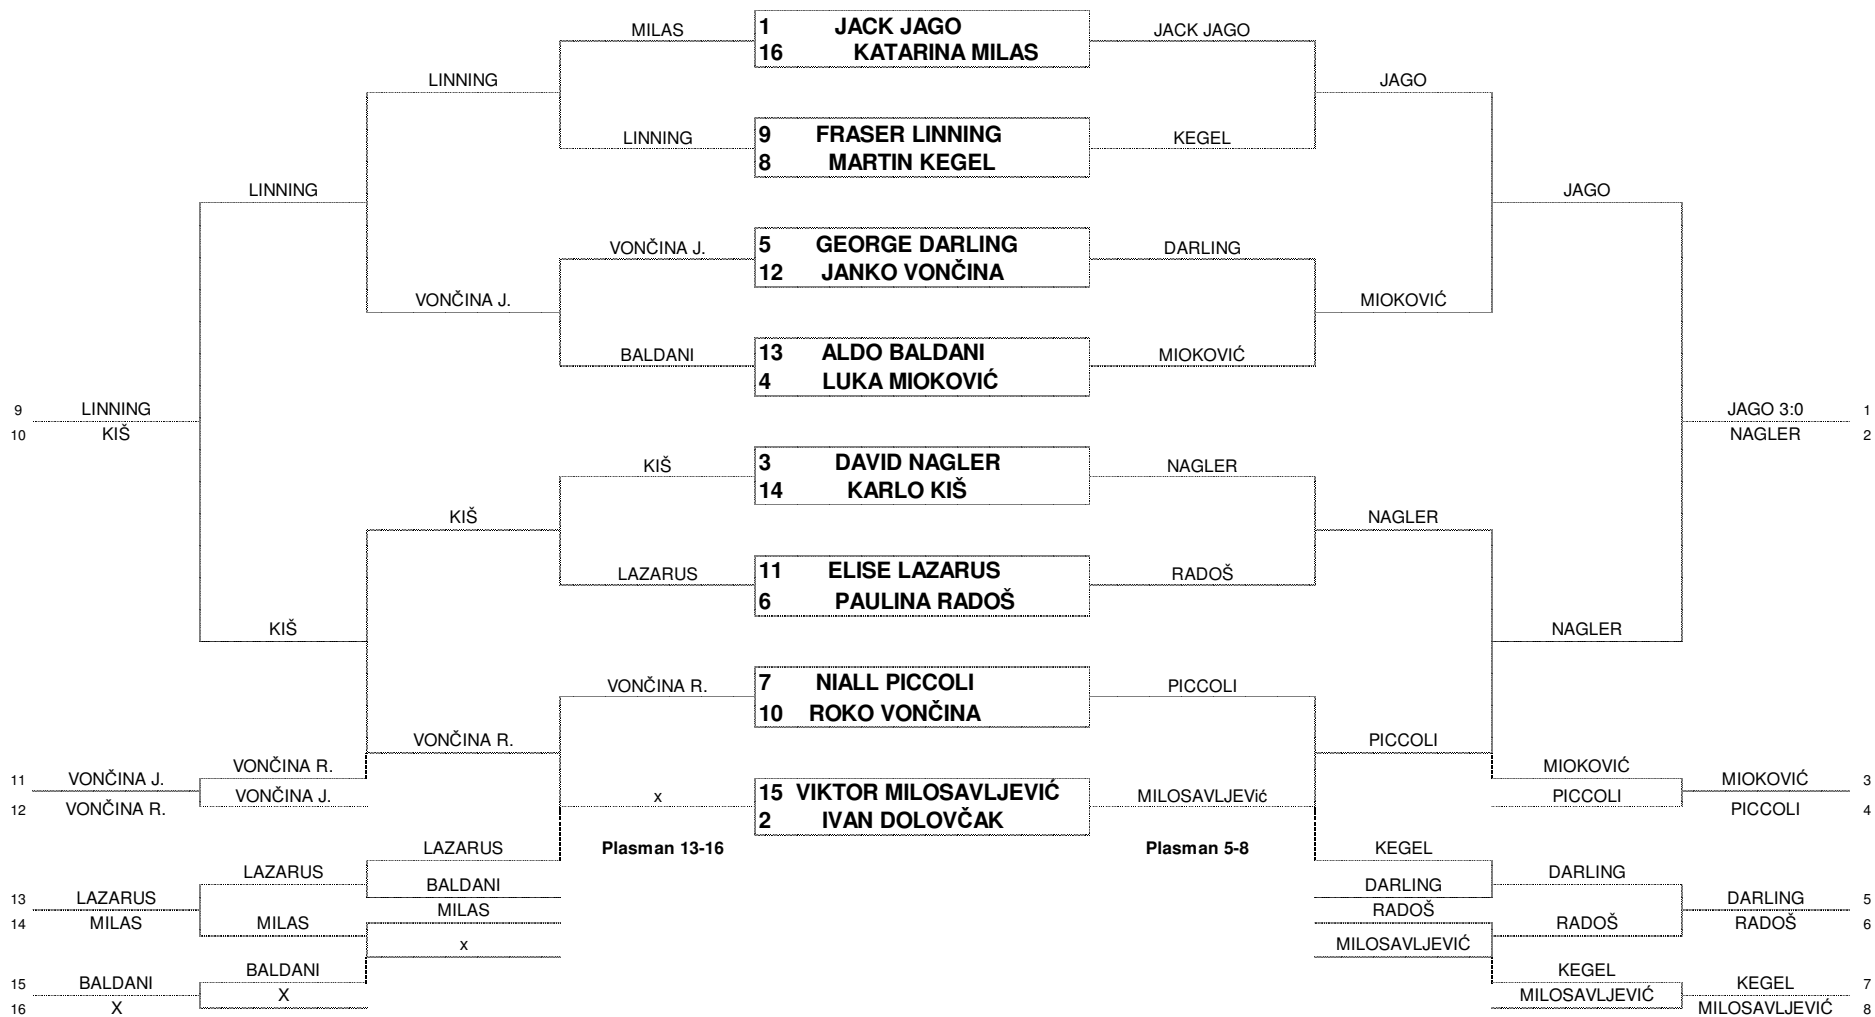 MILAS
1 JACK JAGO
JACK JAGO
16 KATARINA MILAS
LINNING
JAGO
LINNING
9 FRASER LINNING
KEGEL
8 MARTIN KEGEL
LINNING
JAGO
VONČINA J.
5 GEORGE DARLING
DARLING
12 JANKO VONČINA
VONČINA J.
MIOKOVIĆ
BALDANI
13 ALDO BALDANI
MIOKOVIĆ
4 LUKA MIOKOVIĆ
9 LINNING
JAGO 3:0 1
10 KIŠ
NAGLER 2
KIŠ
3 DAVID NAGLER
NAGLER
14 KARLO KIŠ
KIŠ
NAGLER
LAZARUS
11 ELISE LAZARUS
RADOŠ
6 PAULINA RADOŠ
KIŠ
NAGLER
VONČINA R.
7 NIALL PICCOLI
PICCOLI
10 ROKO VONČINA
VONČINA R.
PICCOLI
11 VONČINA J.
VONČINA R.
MIOKOVIĆ
MIOKOVIĆ 3
12 VONČINA R.
VONČINA J.
x
15 VIKTOR MILOSAVLJEVIĆ
MILOSAVLJEVić
PICCOLI
PICCOLI 4
2 IVAN DOLOVČAK
LAZARUS
Plasman 13-16
Plasman 5-8
KEGEL
LAZARUS
DARLING
BALDANI
DARLING
13 LAZARUS
DARLING 5
MILAS
RADOŠ
14 MILAS
MILAS
RADOŠ
RADOŠ 6
x
MILOSAVLJEVIĆ
BALDANI
KEGEL
15 BALDANI
KEGEL 7
X
MILOSAVLJEVIĆ
16 X
MILOSAVLJEVIĆ 8